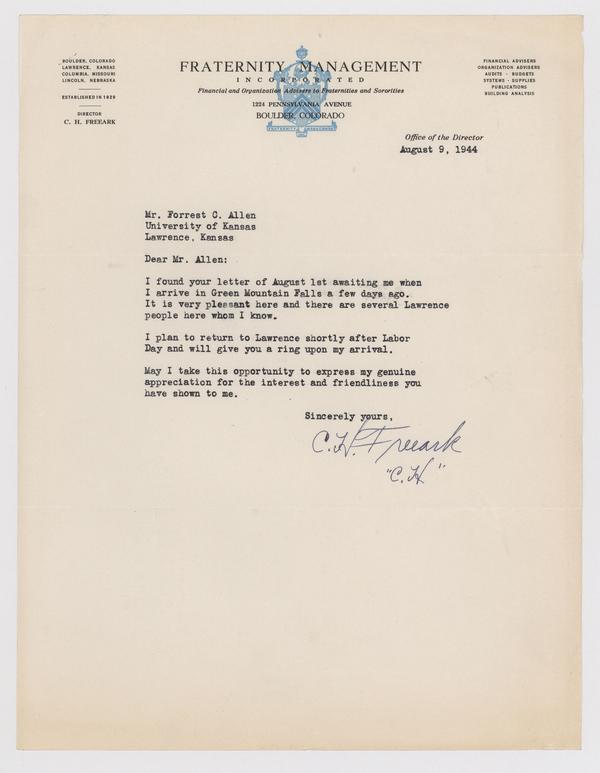 BOULDER, COLORADO
LAWRENCE, KANSAS
COLUMBIA, MISSOURI
LINCOLN, NEBRASKA
ESTABLISHED IN 1929
DIRECTOR
C. H. FREEARK
FRATERNITY MANAGEMENT
INCORPORATED
Financial and Organization Advisers to Fraternities and Sororities
1224 PENNSYLVANIA AVENUE
BOULDER, COLORADO
FRATERNITY MANAGEMENT
FINANCIAL ADVISERS
ORGANIZATION ADVISERS
AUDITS - BUDGETS
SYSTEMS - SUPPLIES
PUBLICATIONS
BUILDING ANALYSIS
Office of the Director
August 9, 1944
Mr. Forrest C. Allen
University of Kansas
Lawrence, Kansas
Dear Mr. Allen:
I found your letter of August 1st awaiting me when
I arrive in Green Mountain Falls a few days ago.
It is very pleasant here and there are several Lawrence
people here whom I know.
I plan to return to Lawrence shortly after Labor
Day and will give you a ring upon my arrival.
May I take this opportunity to express my genuine
appreciation for the interest and friendliness you
have shown to me.
Sincerely yours,
C. H. Freeark
"C. H"